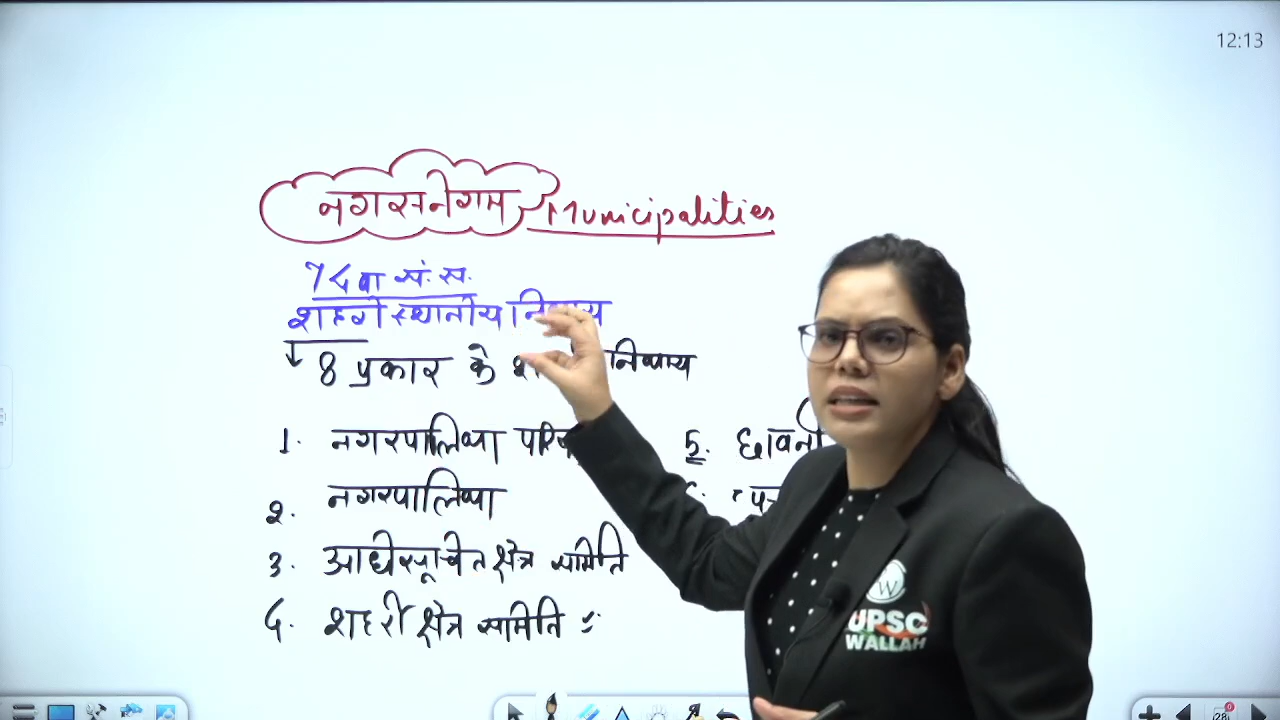 12:13
नगरनिगम Municipalities
74वा सं. स.
शहरी स्थानीय
↓ 8 प्रकार के निकाय
1. नगरपालिका
5. छावनी
2. नगरपालिका
3. अधिसूचित क्षेत्र समिति
4. शहरी क्षेत्र समिति
W
UPSC
WALLAH
28